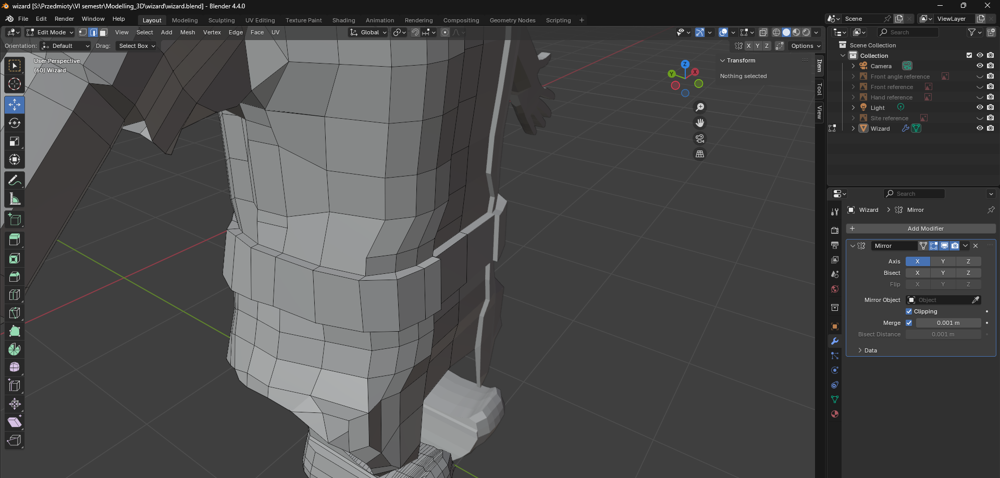 wizard [S:\Przedmioty\VI semestr\Modelling_3D\wizard\wizard.blend] - Blender 4.4.0
File Edit Render Window Help Layout Modeling Sculpting UV Editing Texture Paint Shading Animation Rendering Compositing Geometry Nodes Scripting + Scene ViewLayer
Edit Mode View Select Add Mesh Vertex Edge Face UV Global Search
Orientation: Default Drag: Select Box X Y Z Options
User Perspective
(60) Wizard
Z
Y
X
Transform
Nothing selected
Item
Tool
View
Scene Collection
Collection
Camera
Front angle reference
Front reference
Hand reference
Light
Site reference
Wizard
Search
Wizard > Mirror
+ Add Modifier
Mirror
Axis X Y Z
Bisect X Y Z
Flip X Y Z
Mirror Object Object
Clipping
Merge 0.001 m
Bisect Distance 0.001 m
Data